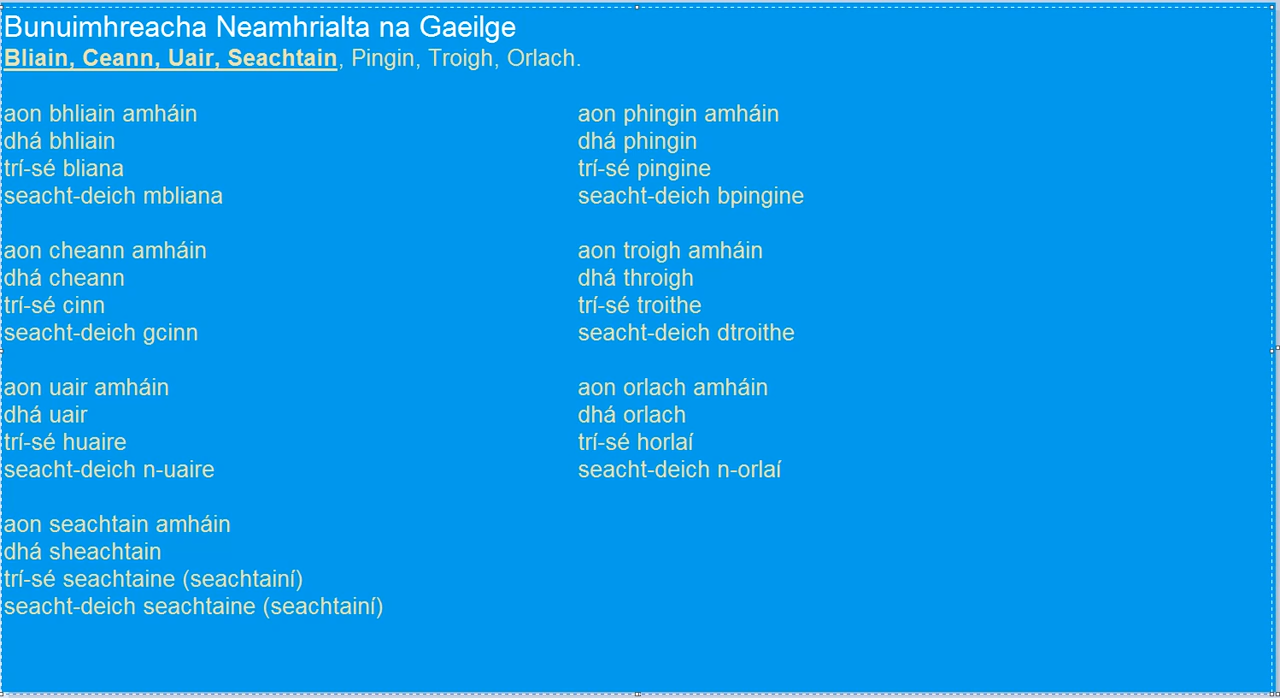 Bunuimhreacha Neamhrialta na Gaeilge
Bliain, Ceann, Uair, Seachtain, Pingin, Troigh, Orlach.
aon bhliain amháin
dhá bhliain
trí-sé bliana
seacht-deich mbliana
aon cheann amháin
dhá cheann
trí-sé cinn
seacht-deich gcinn
aon uair amháin
dhá uair
trí-sé huaire
seacht-deich n-uaire
aon seachtain amháin
dhá sheachtain
trí-sé seachtaine (seachtainí)
seacht-deich seachtaine (seachtainí)
aon phingin amháin
dhá phingin
trí-sé pingine
seacht-deich bpingine
aon troigh amháin
dhá throigh
trí-sé troithe
seacht-deich dtroithe
aon orlach amháin
dhá orlach
trí-sé horlaí
seacht-deich n-orlaí